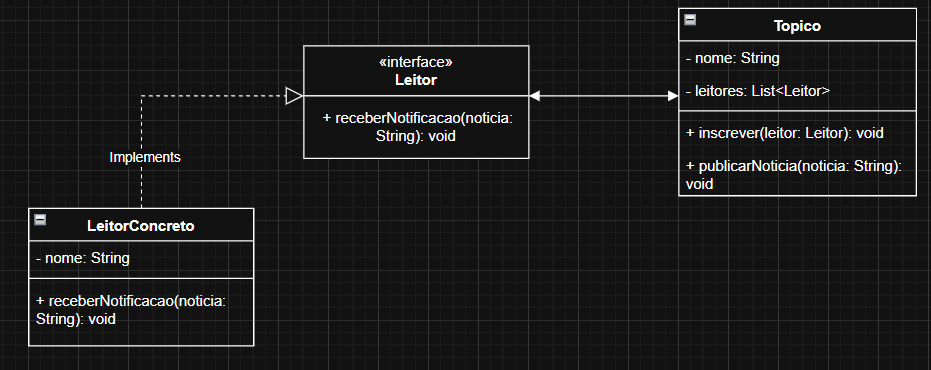 «interface»
Leitor
+ receberNotificacao(noticia:
String): void
Topico
- nome: String
- leitores: List<Leitor>
+ inscrever(leitor: Leitor): void
+ publicarNoticia(noticia: String):
void
Implements
LeitorConcreto
- nome: String
+ receberNotificacao(noticia:
String): void